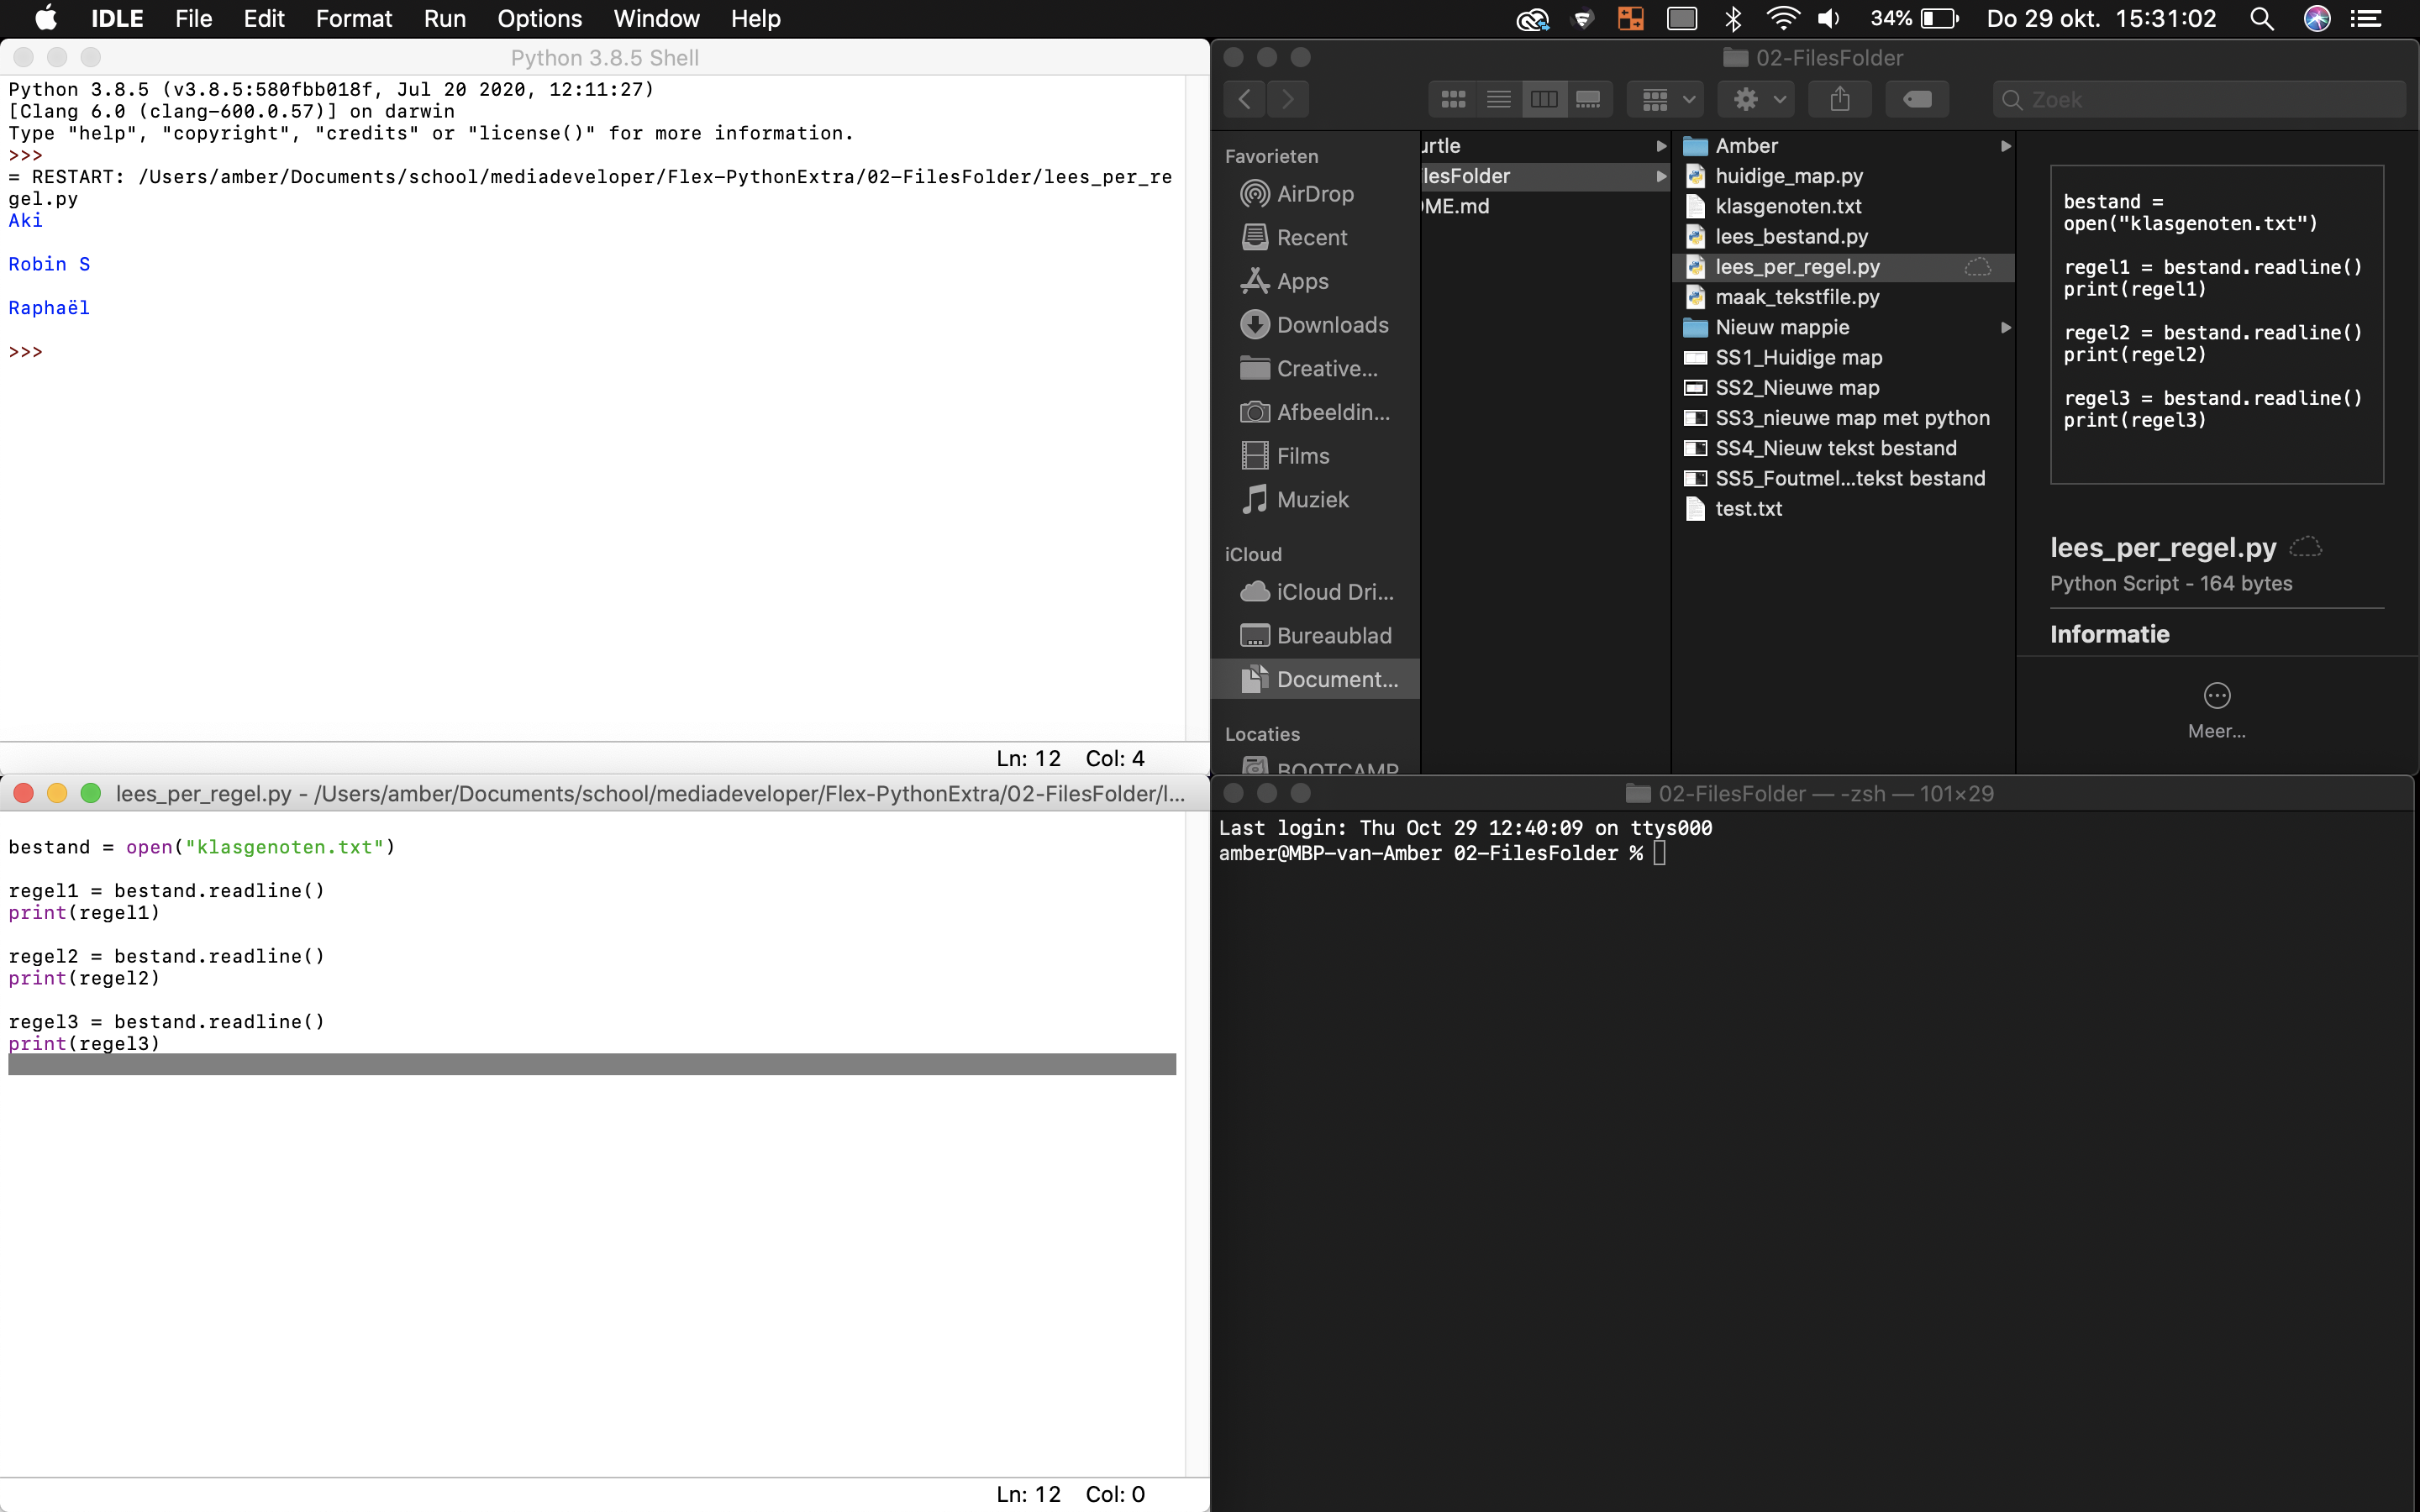 IDLE File Edit Format Run Options Window Help 34% Do 29 okt. 15:31:02
Python 3.8.5 Shell
Python 3.8.5 (v3.8.5:580fbb018f, Jul 20 2020, 12:11:27)
[Clang 6.0 (clang-600.0.57)] on darwin
Type "help", "copyright", "credits" or "license()" for more information.
>>>
= RESTART: /Users/amber/Documents/school/mediadeveloper/Flex-PythonExtra/02-FilesFolder/lees_per_re
gel.py
Aki
Robin S
Raphaël
>>>
Ln: 12 Col: 4
02-FilesFolder
Zoek
Favorieten
AirDrop
Recent
Apps
Downloads
Creative...
Afbeeldin...
Films
Muziek
iCloud
iCloud Dri...
Bureaublad
Document...
Locaties
BOOTCAMP
urtle
ilesFolder
ME.md
Amber
huidige_map.py
klasgenoten.txt
lees_bestand.py
lees_per_regel.py
maak_tekstfile.py
Nieuw mappie
SS1_Huidige map
SS2_Nieuwe map
SS3_nieuwe map met python
SS4_Nieuw tekst bestand
SS5_Foutmel...tekst bestand
test.txt
bestand =
open("klasgenoten.txt")
regel1 = bestand.readline()
print(regel1)
regel2 = bestand.readline()
print(regel2)
regel3 = bestand.readline()
print(regel3)
lees_per_regel.py
Python Script - 164 bytes
Informatie
Meer...
lees_per_regel.py - /Users/amber/Documents/school/mediadeveloper/Flex-PythonExtra/02-FilesFolder/l...
bestand = open("klasgenoten.txt")
regel1 = bestand.readline()
print(regel1)
regel2 = bestand.readline()
print(regel2)
regel3 = bestand.readline()
print(regel3)
Ln: 12 Col: 0
02-FilesFolder — -zsh — 101×29
Last login: Thu Oct 29 12:40:09 on ttys000
amber@MBP-van-Amber 02-FilesFolder %